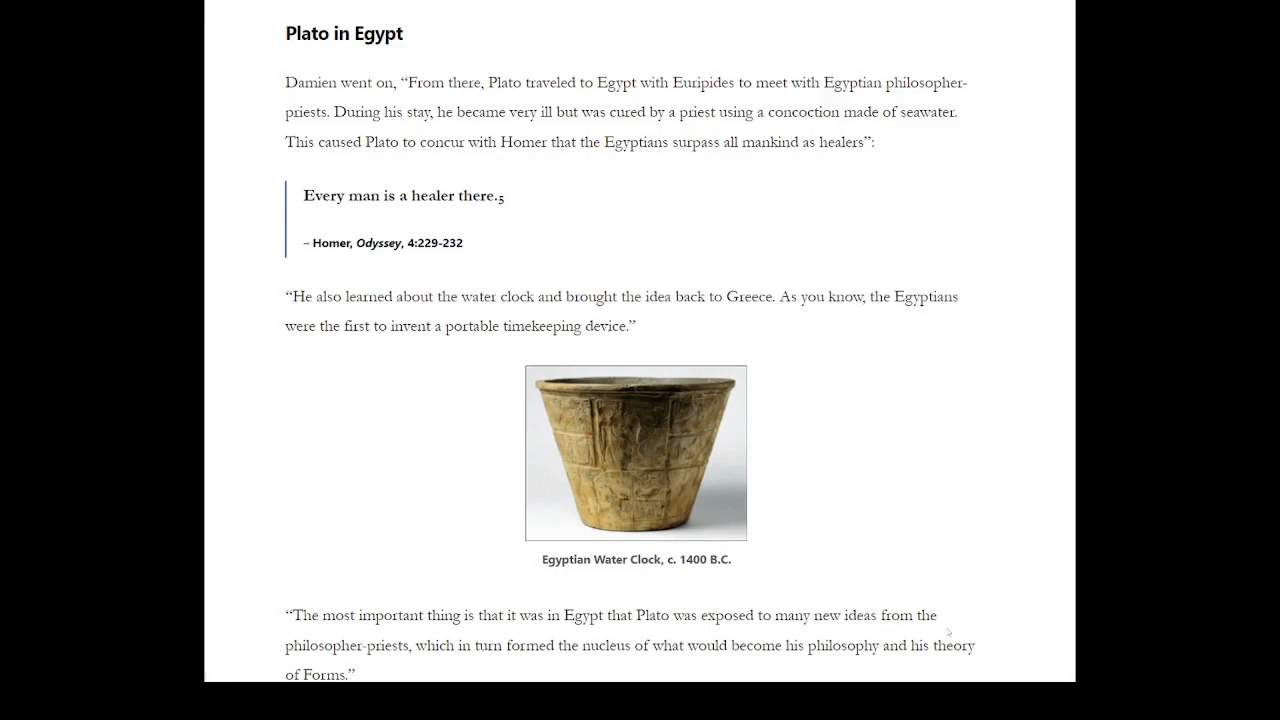 Plato in Egypt
Damien went on, “From there, Plato traveled to Egypt with Euripides to meet with Egyptian philosopher-
priests. During his stay, he became very ill but was cured by a priest using a concoction made of seawater.
This caused Plato to concur with Homer that the Egyptians surpass all mankind as healers”:
Every man is a healer there.5
– Homer, Odyssey, 4:229-232
“He also learned about the water clock and brought the idea back to Greece. As you know, the Egyptians
were the first to invent a portable timekeeping device.”
Egyptian Water Clock, c. 1400 B.C.
“The most important thing is that it was in Egypt that Plato was exposed to many new ideas from the
philosopher-priests, which in turn formed the nucleus of what would become his philosophy and his theory
of Forms.”